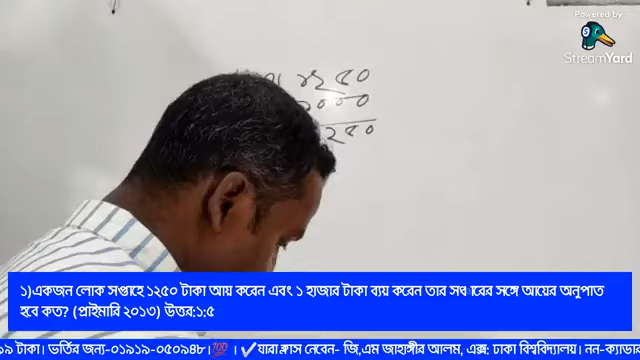 Powered by
StreamYard
১২৫০
১০০০
২৫০
১)একজন লোক সপ্তাহে ১২৫০ টাকা আয় করেন এবং ১ হাজার টাকা ব্যয় করেন তার সঞ্চয়ের সঙ্গে আয়ের অনুপাত
হবে কত? (প্রাইমারি ২০১৩) উত্তর:১:৫
১৯ টাকা। ভর্তির জন্য-০১৯১৯-০৫০৯৪৮।💯 ।✔যারা ক্লাস নেবেন- জি,এম জাহাঙ্গীর আলম, এক্স: ঢাকা বিশ্ববিদ্যালয়। নন-ক্যাডার